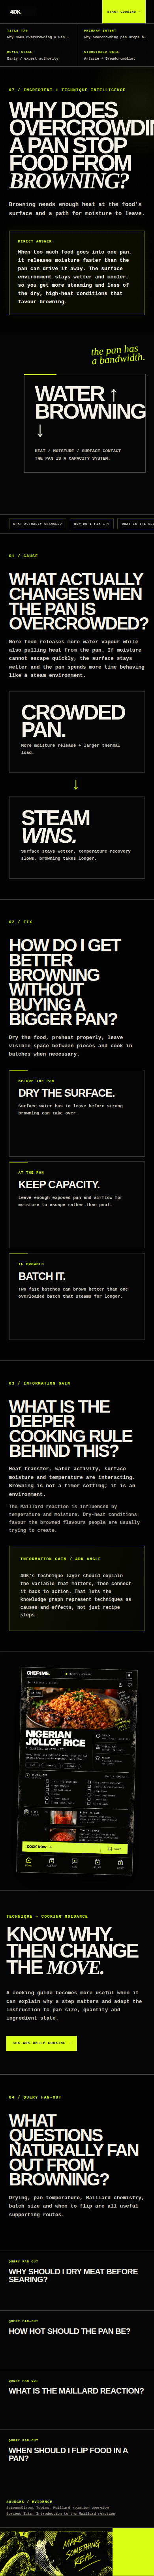 4DK
START COOKING
TITLE TAG
Why Does Overcrowding a Pan …
PRIMARY INTENT
why overcrowding pan stops b…
Early / expert authority
STRUCTURED DATA
Article + BreadcrumbList
07 / INGREDIENT + TECHNIQUE INTELLIGENCE
WHY DOES
OVERCROWDIN
A PAN STOP
FOOD FROM
BROWNING?
Browning needs enough heat at the food's
surface and a path for moisture to leave.
DIRECT ANSWER
When too much food goes into one pan,
it releases moisture faster than the
pan can drive it away. The surface
environment stays wetter and cooler,
so you get more steaming and less of
the dry, high-heat conditions that
favour browning.
the pan has
a bandwidth.
WATER ↑
BROWNING
↓
HEAT / MOISTURE / SURFACE CONTACT
THE PAN IS A CAPACITY SYSTEM.
WHAT ACTUALLY CHANGES?
HOW DO I FIX IT?
WHAT IS THE DEE
01 / CAUSE
WHAT ACTUALLY
CHANGES WHEN
THE PAN IS
OVERCROWDED?
More food releases more water vapour while
also pulling heat from the pan. If moisture
cannot escape quickly, the surface stays
wetter and the pan spends more time behaving
like a steam environment.
CROWDED
PAN.
More moisture release + larger thermal
load.
↓
STEAM
WINS.
Surface stays wetter, temperature recovery
slows, browning takes longer.
02 / FIX
HOW DO I GET
BETTER
BROWNING
WITHOUT
BUYING A
BIGGER PAN?
Dry the food, preheat properly, leave
visible space between pieces and cook in
batches when necessary.
BEFORE THE PAN
DRY THE SURFACE.
Surface water has to leave before strong
browning can take over.
AT THE PAN
KEEP CAPACITY.
Leave enough exposed pan and airflow for
moisture to escape rather than pool.
IF CROWDED
BATCH IT.
Two fast batches can brown better than one
overloaded batch that steams for longer.
03 / INFORMATION GAIN
WHAT IS THE
DEEPER
COOKING RULE
BEHIND THIS?
Heat transfer, water activity, surface
moisture and temperature are interacting.
Browning is not a timer setting; it is an
environment.
The Maillard reaction is influenced by
temperature and moisture. Dry-heat conditions
favour the browned flavours people are usually
trying to create.
INFORMATION GAIN / 4DK ANGLE
4DK's technique layer should explain
the variable that matters, then connect
it back to action. That lets the
knowledge graph represent techniques as
causes and effects, not just recipe
steps.
NIGERIAN
JOLLOF RICE
COOK NOW
TECHNIQUE → COOKING GUIDANCE
KNOW WHY.
THEN CHANGE
THE MOVE.
A cooking guide becomes more useful when it
can explain why a step matters and adapt the
instruction to pan size, quantity and
ingredient state.
ASK 4DK WHILE COOKING
04 / QUERY FAN-OUT
WHAT
QUESTIONS
NATURALLY FAN
OUT FROM
BROWNING?
Drying, pan temperature, Maillard chemistry,
batch size and when to flip are all useful
supporting routes.
QUERY FAN-OUT
WHY SHOULD I DRY MEAT BEFORE
SEARING?
QUERY FAN-OUT
HOW HOT SHOULD THE PAN BE?
QUERY FAN-OUT
WHAT IS THE MAILLARD REACTION?
QUERY FAN-OUT
WHEN SHOULD I FLIP FOOD IN A
PAN?
SOURCES / EVIDENCE
ScienceDirect Topics: Maillard reaction overview
Serious Eats: Introduction to the Maillard reaction
MAKE
SOMETHING
REAL.